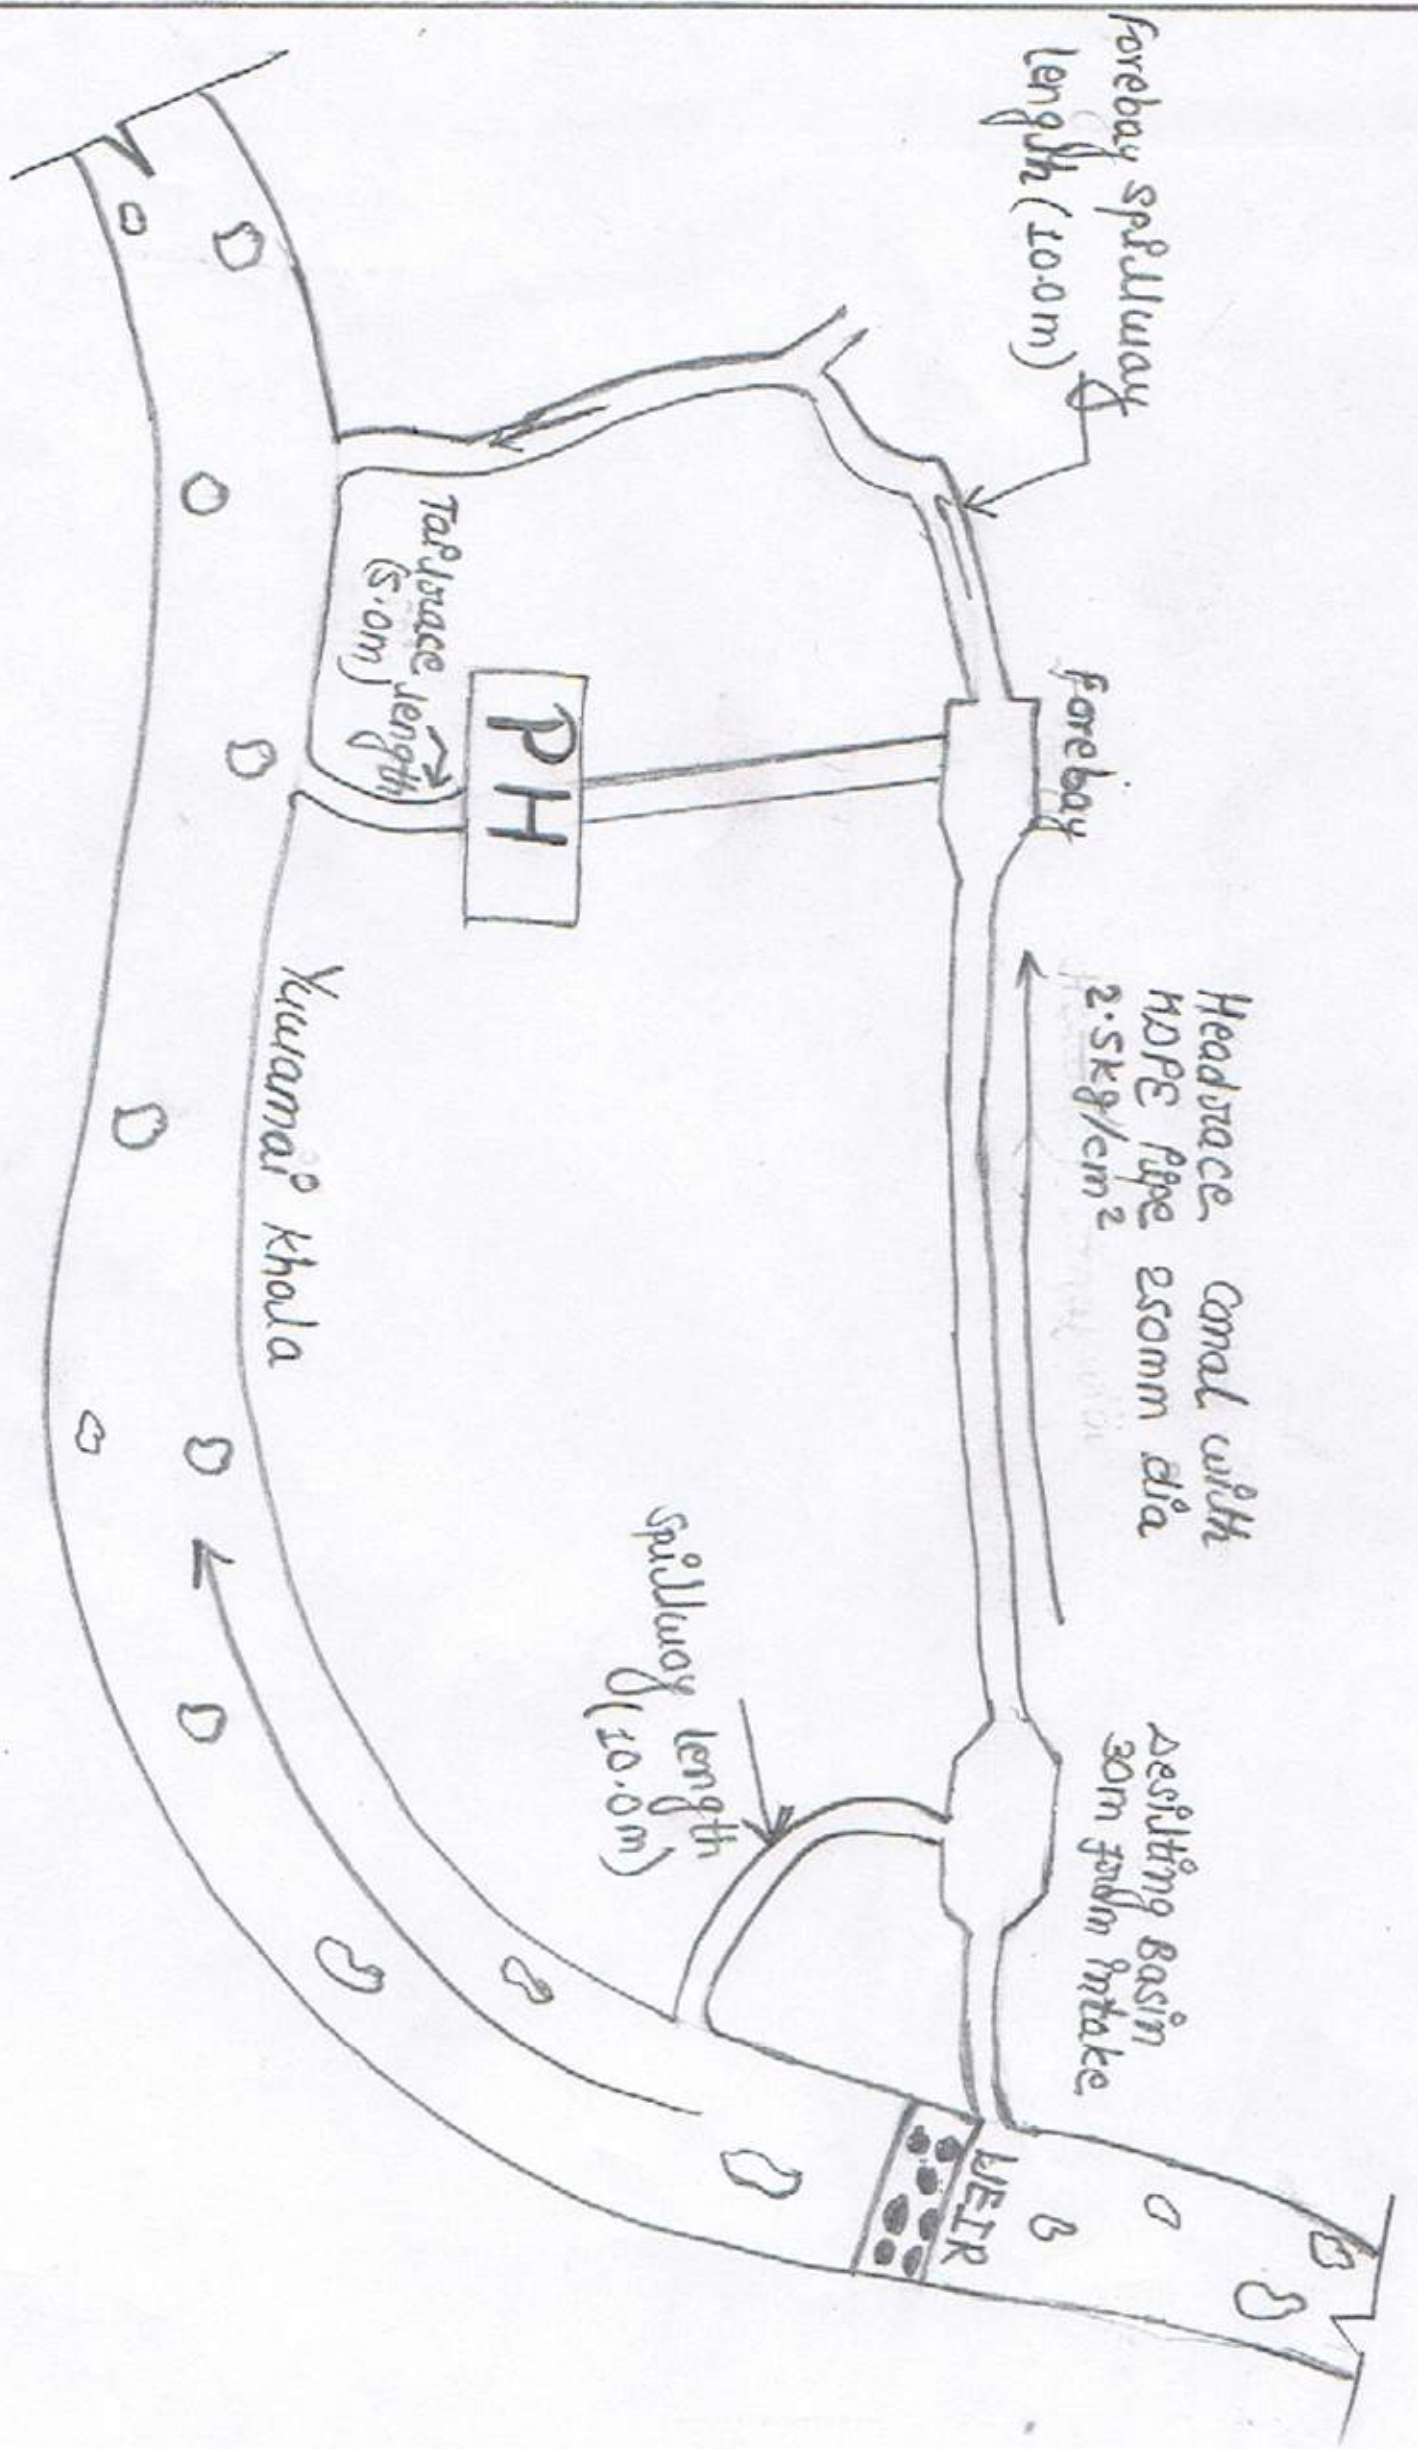 Forebay spillway
length (10.0m)
Forebay
Headrace Canal with
HDPE Pipe 250mm dia
2.5kg/cm²
Desilting Basin
30m from intake
Tailrace length
(5.0m)
PH
Spillway length
(10.0m)
WEIR
Yuwamai Khola